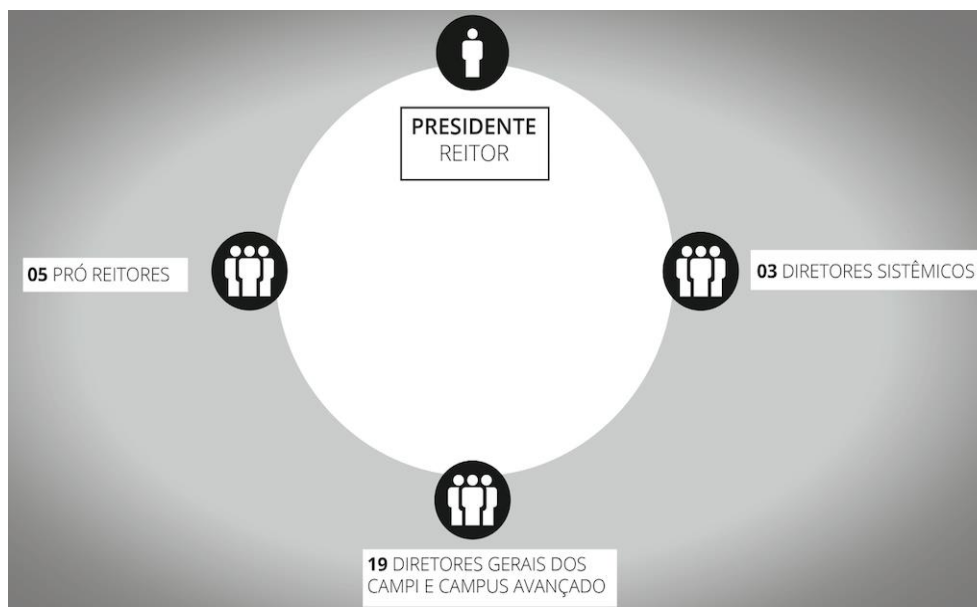 PRESIDENTE
REITOR
05 PRÓ REITORES
03 DIRETORES SISTÊMICOS
19 DIRETORES GERAIS DOS
CAMPI E CAMPUS AVANÇADO